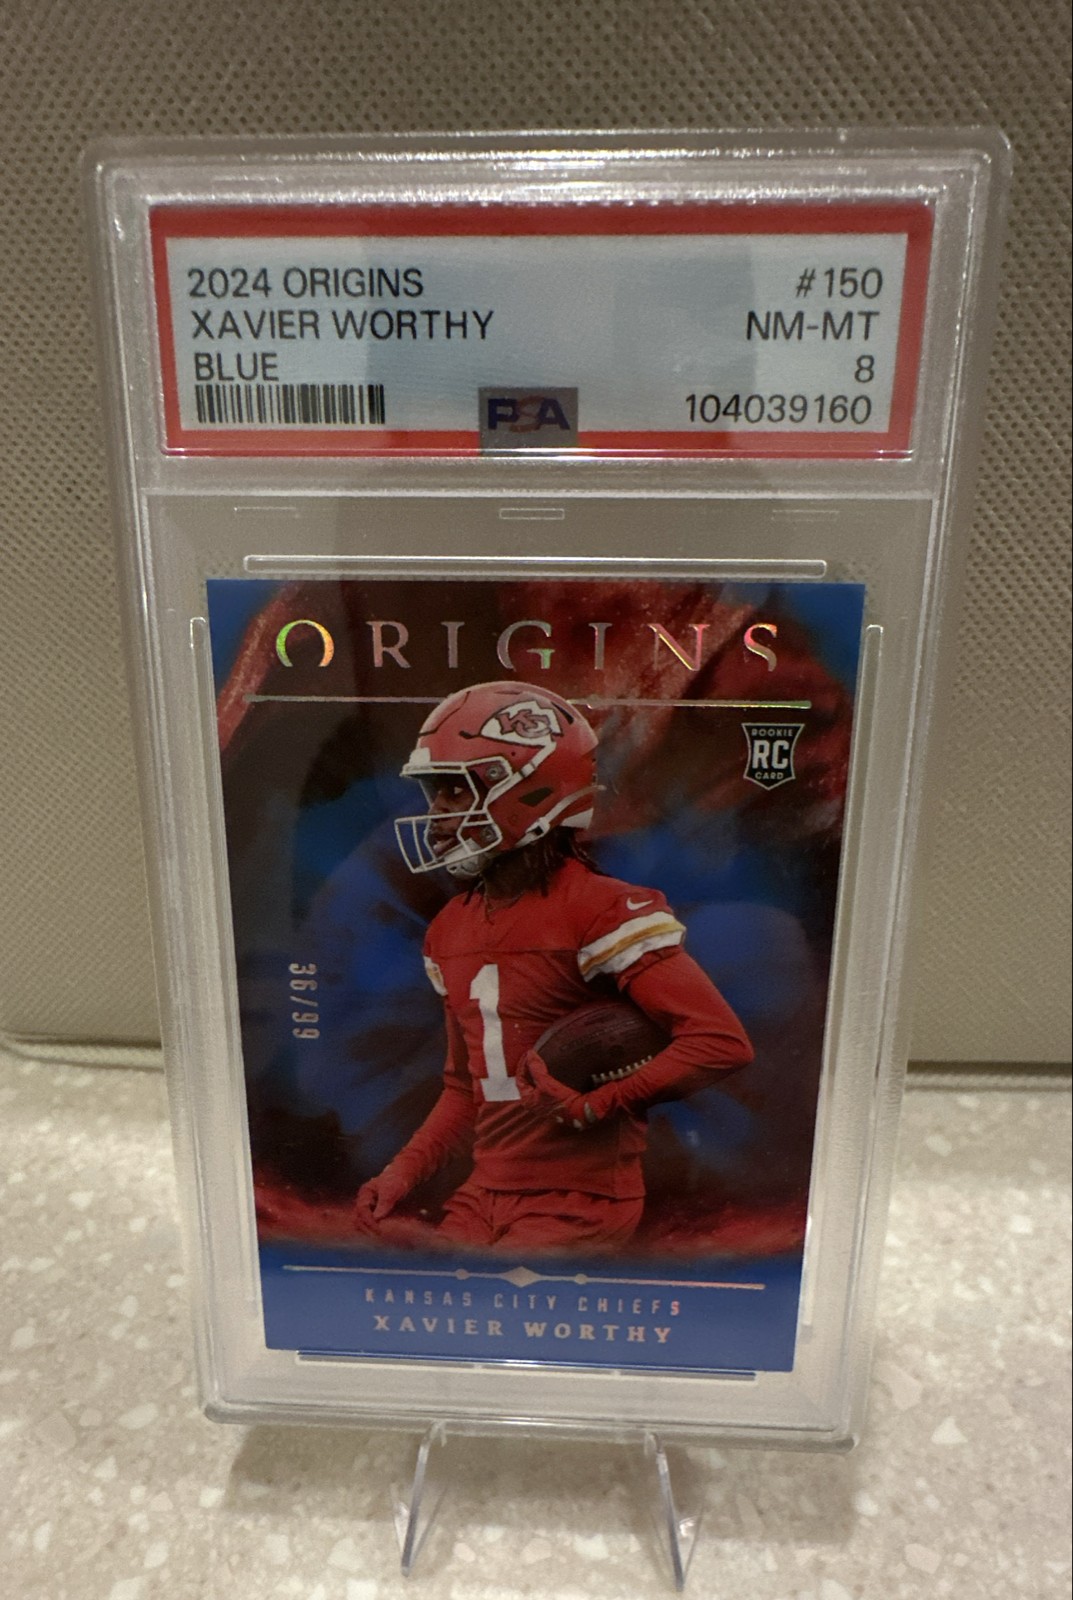 2024 ORIGINS #150
XAVIER WORTHY NM-MT
BLUE 8
PSA 104039160
ORIGINS
ROOKIE
RC
CARD
KC
1
36/99
KANSAS CITY CHIEFS
XAVIER WORTHY